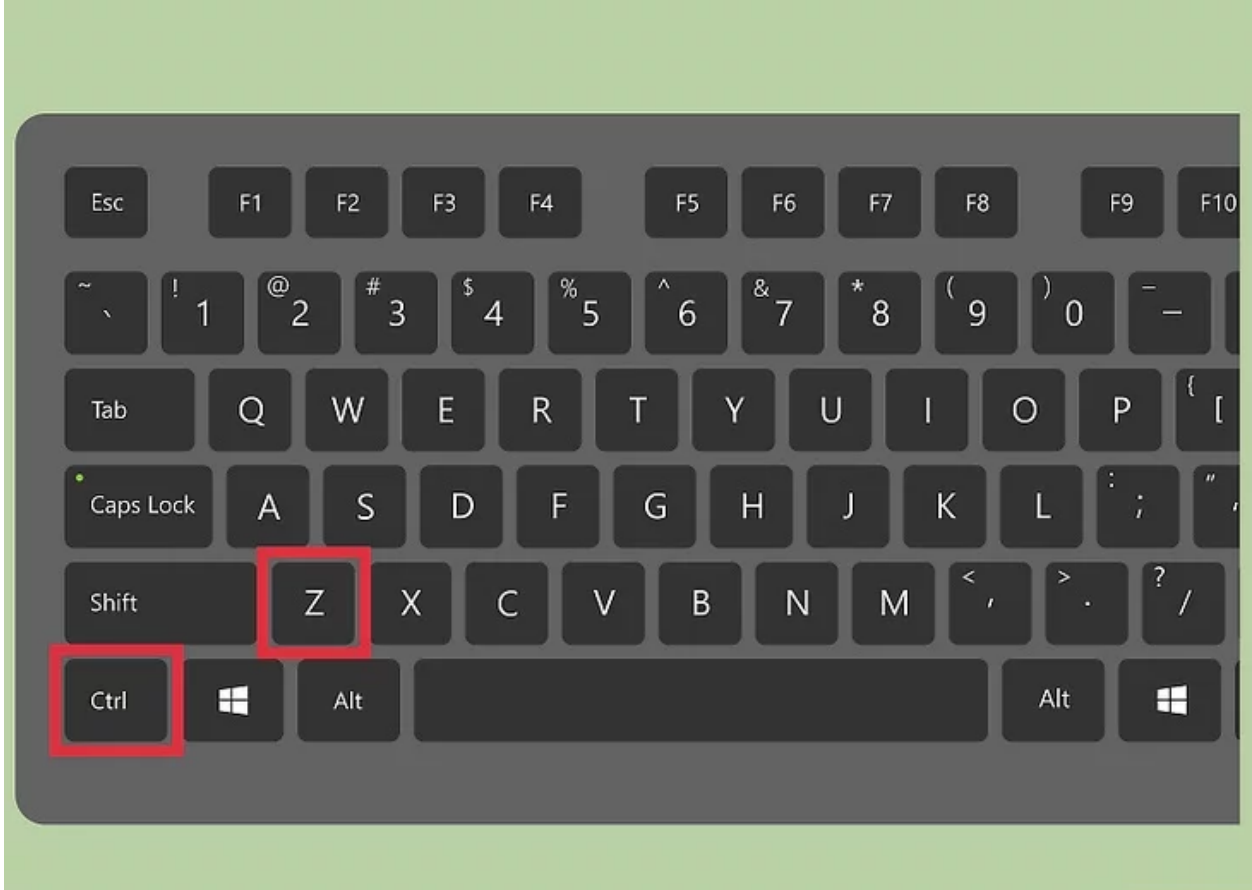 Esc F1 F2 F3 F4 F5 F6 F7 F8 F9 F10
~ ` ! 1 @ 2 # 3 $ 4 % 5 ^ 6 & 7 * 8 ( 9 ) 0 – –
Tab Q W E R T Y U I O P { [
Caps Lock A S D F G H J K L : ; "
Shift Z X C V B N M < , > . ? /
Ctrl Alt Alt